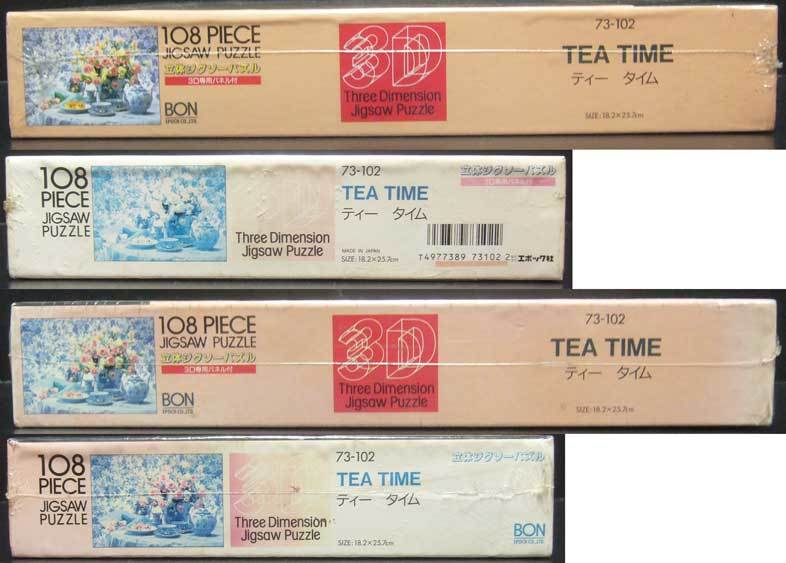 108 PIECE
JIGSAW PUZZLE
立体ジグソーパズル
3D専用パネル付
BON
EPOCH CO.,LTD.
3D
Three Dimension
Jigsaw Puzzle
73-102
TEA TIME
ティー タイム
SIZE: 18.2×25.7cm
108
PIECE
JIGSAW
PUZZLE
3D
Three Dimension
Jigsaw Puzzle
73-102
TEA TIME
ティー タイム
MADE IN JAPAN
SIZE: 18.2×25.7cm
立体ジグソーパズル
3D専用パネル付
T4977389 73102 2
エポック社
108 PIECE
JIGSAW PUZZLE
立体ジグソーパズル
3D専用パネル付
BON
EPOCH CO.,LTD.
3D
Three Dimension
Jigsaw Puzzle
73-102
TEA TIME
ティー タイム
SIZE: 18.2×25.7cm
108
PIECE
JIGSAW
PUZZLE
3D
Three Dimension
Jigsaw Puzzle
73-102
TEA TIME
ティー タイム
SIZE: 18.2×25.7cm
立体ジグソーパズル
BON
EPOCH CO.,LTD.